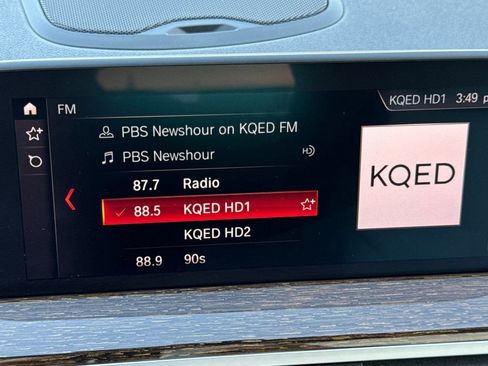 KQED HD1 3:49 p
FM
PBS Newshour on KQED FM
PBS Newshour HD
87.7 Radio
88.5 KQED HD1
KQED HD2
88.9 90s
KQED